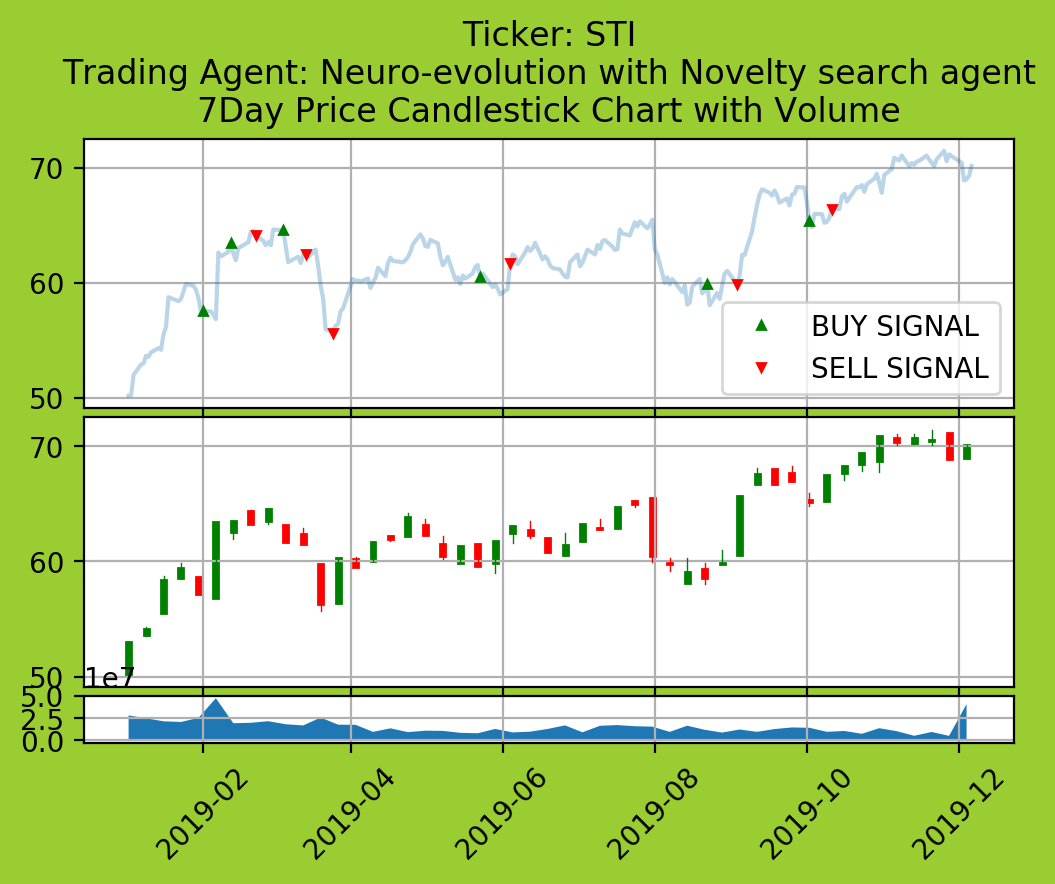 Ticker: STI
Trading Agent: Neuro-evolution with Novelty search agent
7Day Price Candlestick Chart with Volume
70
60
50
BUY SIGNAL
SELL SIGNAL
70
60
50
1e7
5.0
2.5
0.0
2019-02
2019-04
2019-06
2019-08
2019-10
2019-12